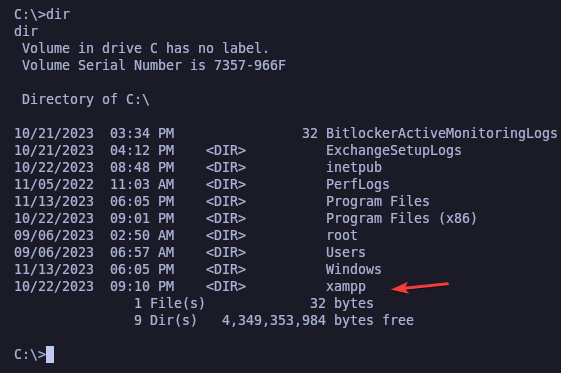 C:\>dir
dir
 Volume in drive C has no label.
 Volume Serial Number is 7357-966F

 Directory of C:\

10/21/2023  03:34 PM                32 BitlockerActiveMonitoringLogs
10/21/2023  04:12 PM    <DIR>          ExchangeSetupLogs
10/22/2023  08:48 PM    <DIR>          inetpub
11/05/2022  11:03 AM    <DIR>          PerfLogs
11/13/2023  06:05 PM    <DIR>          Program Files
10/22/2023  09:01 PM    <DIR>          Program Files (x86)
09/06/2023  02:50 AM    <DIR>          root
09/06/2023  06:57 AM    <DIR>          Users
11/13/2023  06:05 PM    <DIR>          Windows
10/22/2023  09:10 PM    <DIR>          xampp
               1 File(s)             32 bytes
               9 Dir(s)   4,349,353,984 bytes free

C:\>